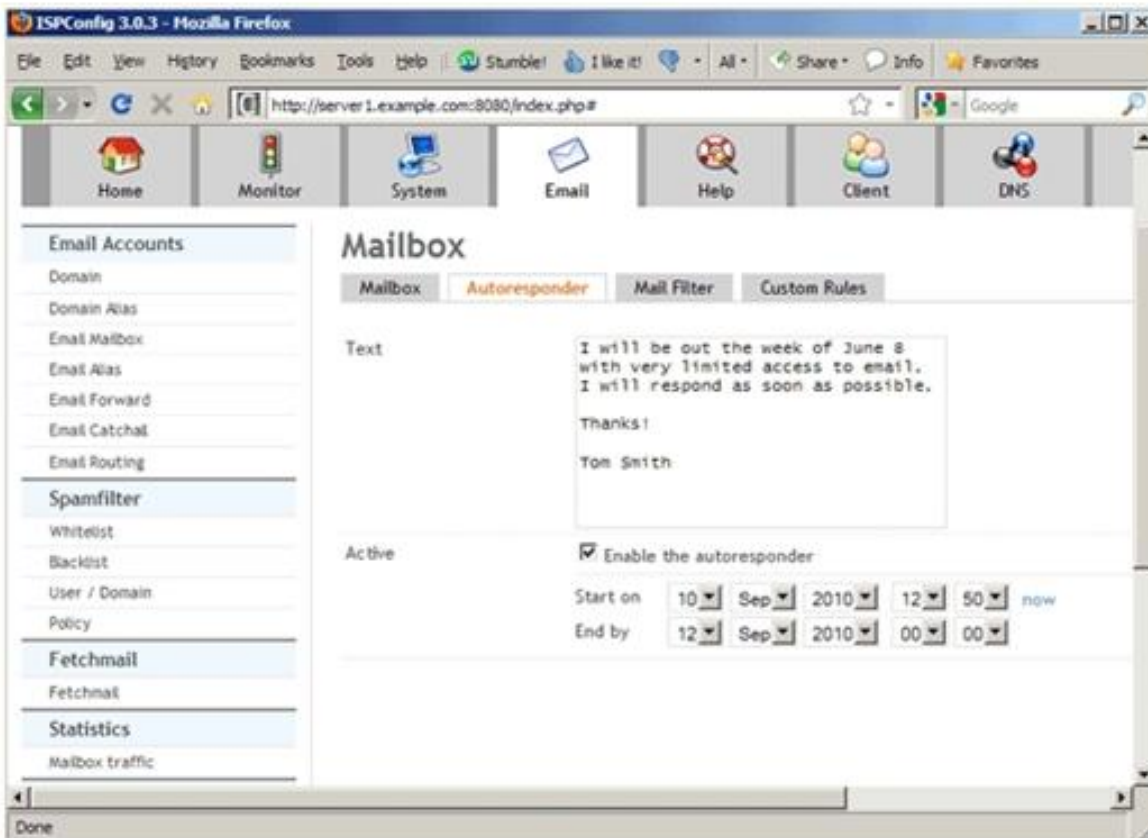 ISPConfig 3.0.3 - Mozilla Firefox
File Edit View History Bookmarks Tools Help Stumble! I like it! All Share Info Favorites
http://server1.example.com:8080/index.php# Google
Home Monitor System Email Help Client DNS
Email Accounts
Domain
Domain Alias
Email Mailbox
Email Alias
Email Forward
Email Catchall
Email Routing
Spamfilter
Whitelist
Blacklist
User / Domain
Policy
Fetchmail
Fetchmail
Statistics
Mailbox traffic
Mailbox
Mailbox Autoresponder Mail Filter Custom Rules
Text
I will be out the week of June 8
with very limited access to email.
I will respond as soon as possible.
Thanks!
Tom Smith
Active Enable the autoresponder
Start on 10 Sep 2010 12 50 now
End by 12 Sep 2010 00 00
Done